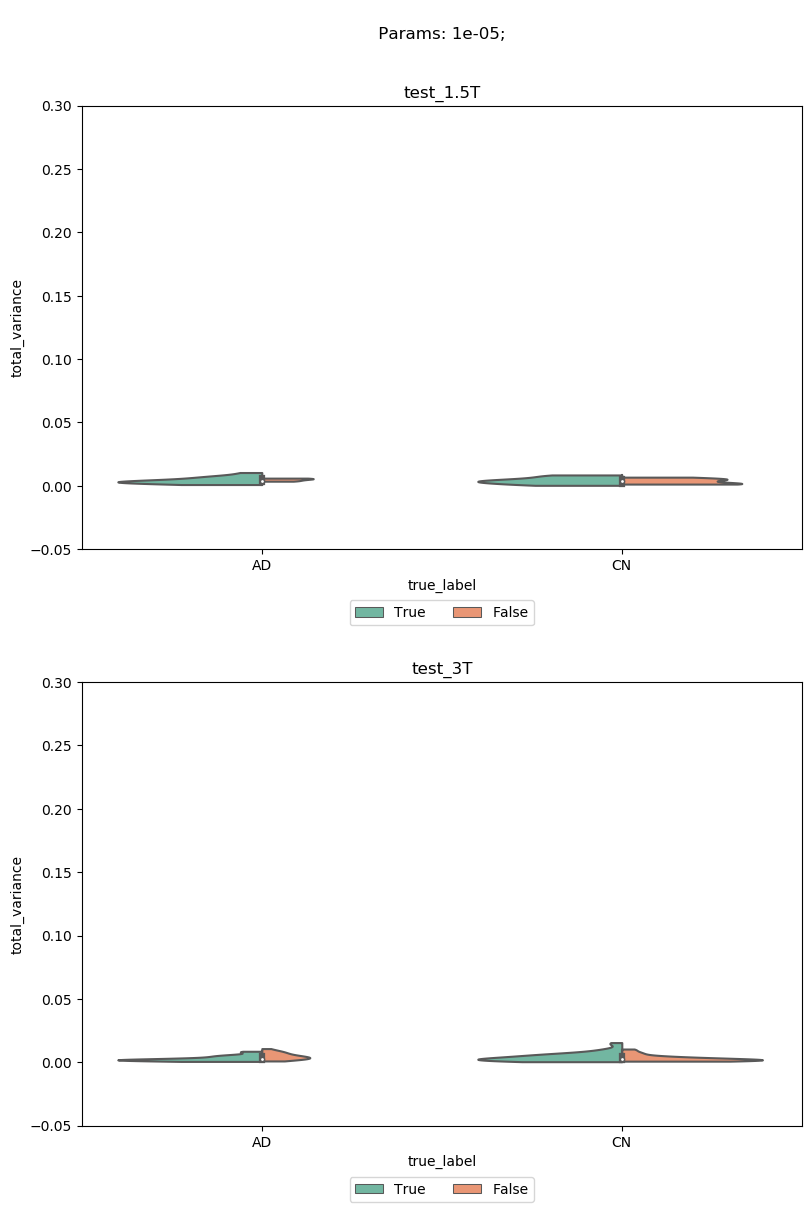 Params: 1e-05;
test_1.5T
0.30
0.25
0.20
0.15
0.10
0.05
0.00
−0.05
total_variance
AD CN
true_label
True False
test_3T
0.30
0.25
0.20
0.15
0.10
0.05
0.00
−0.05
total_variance
AD CN
true_label
True False